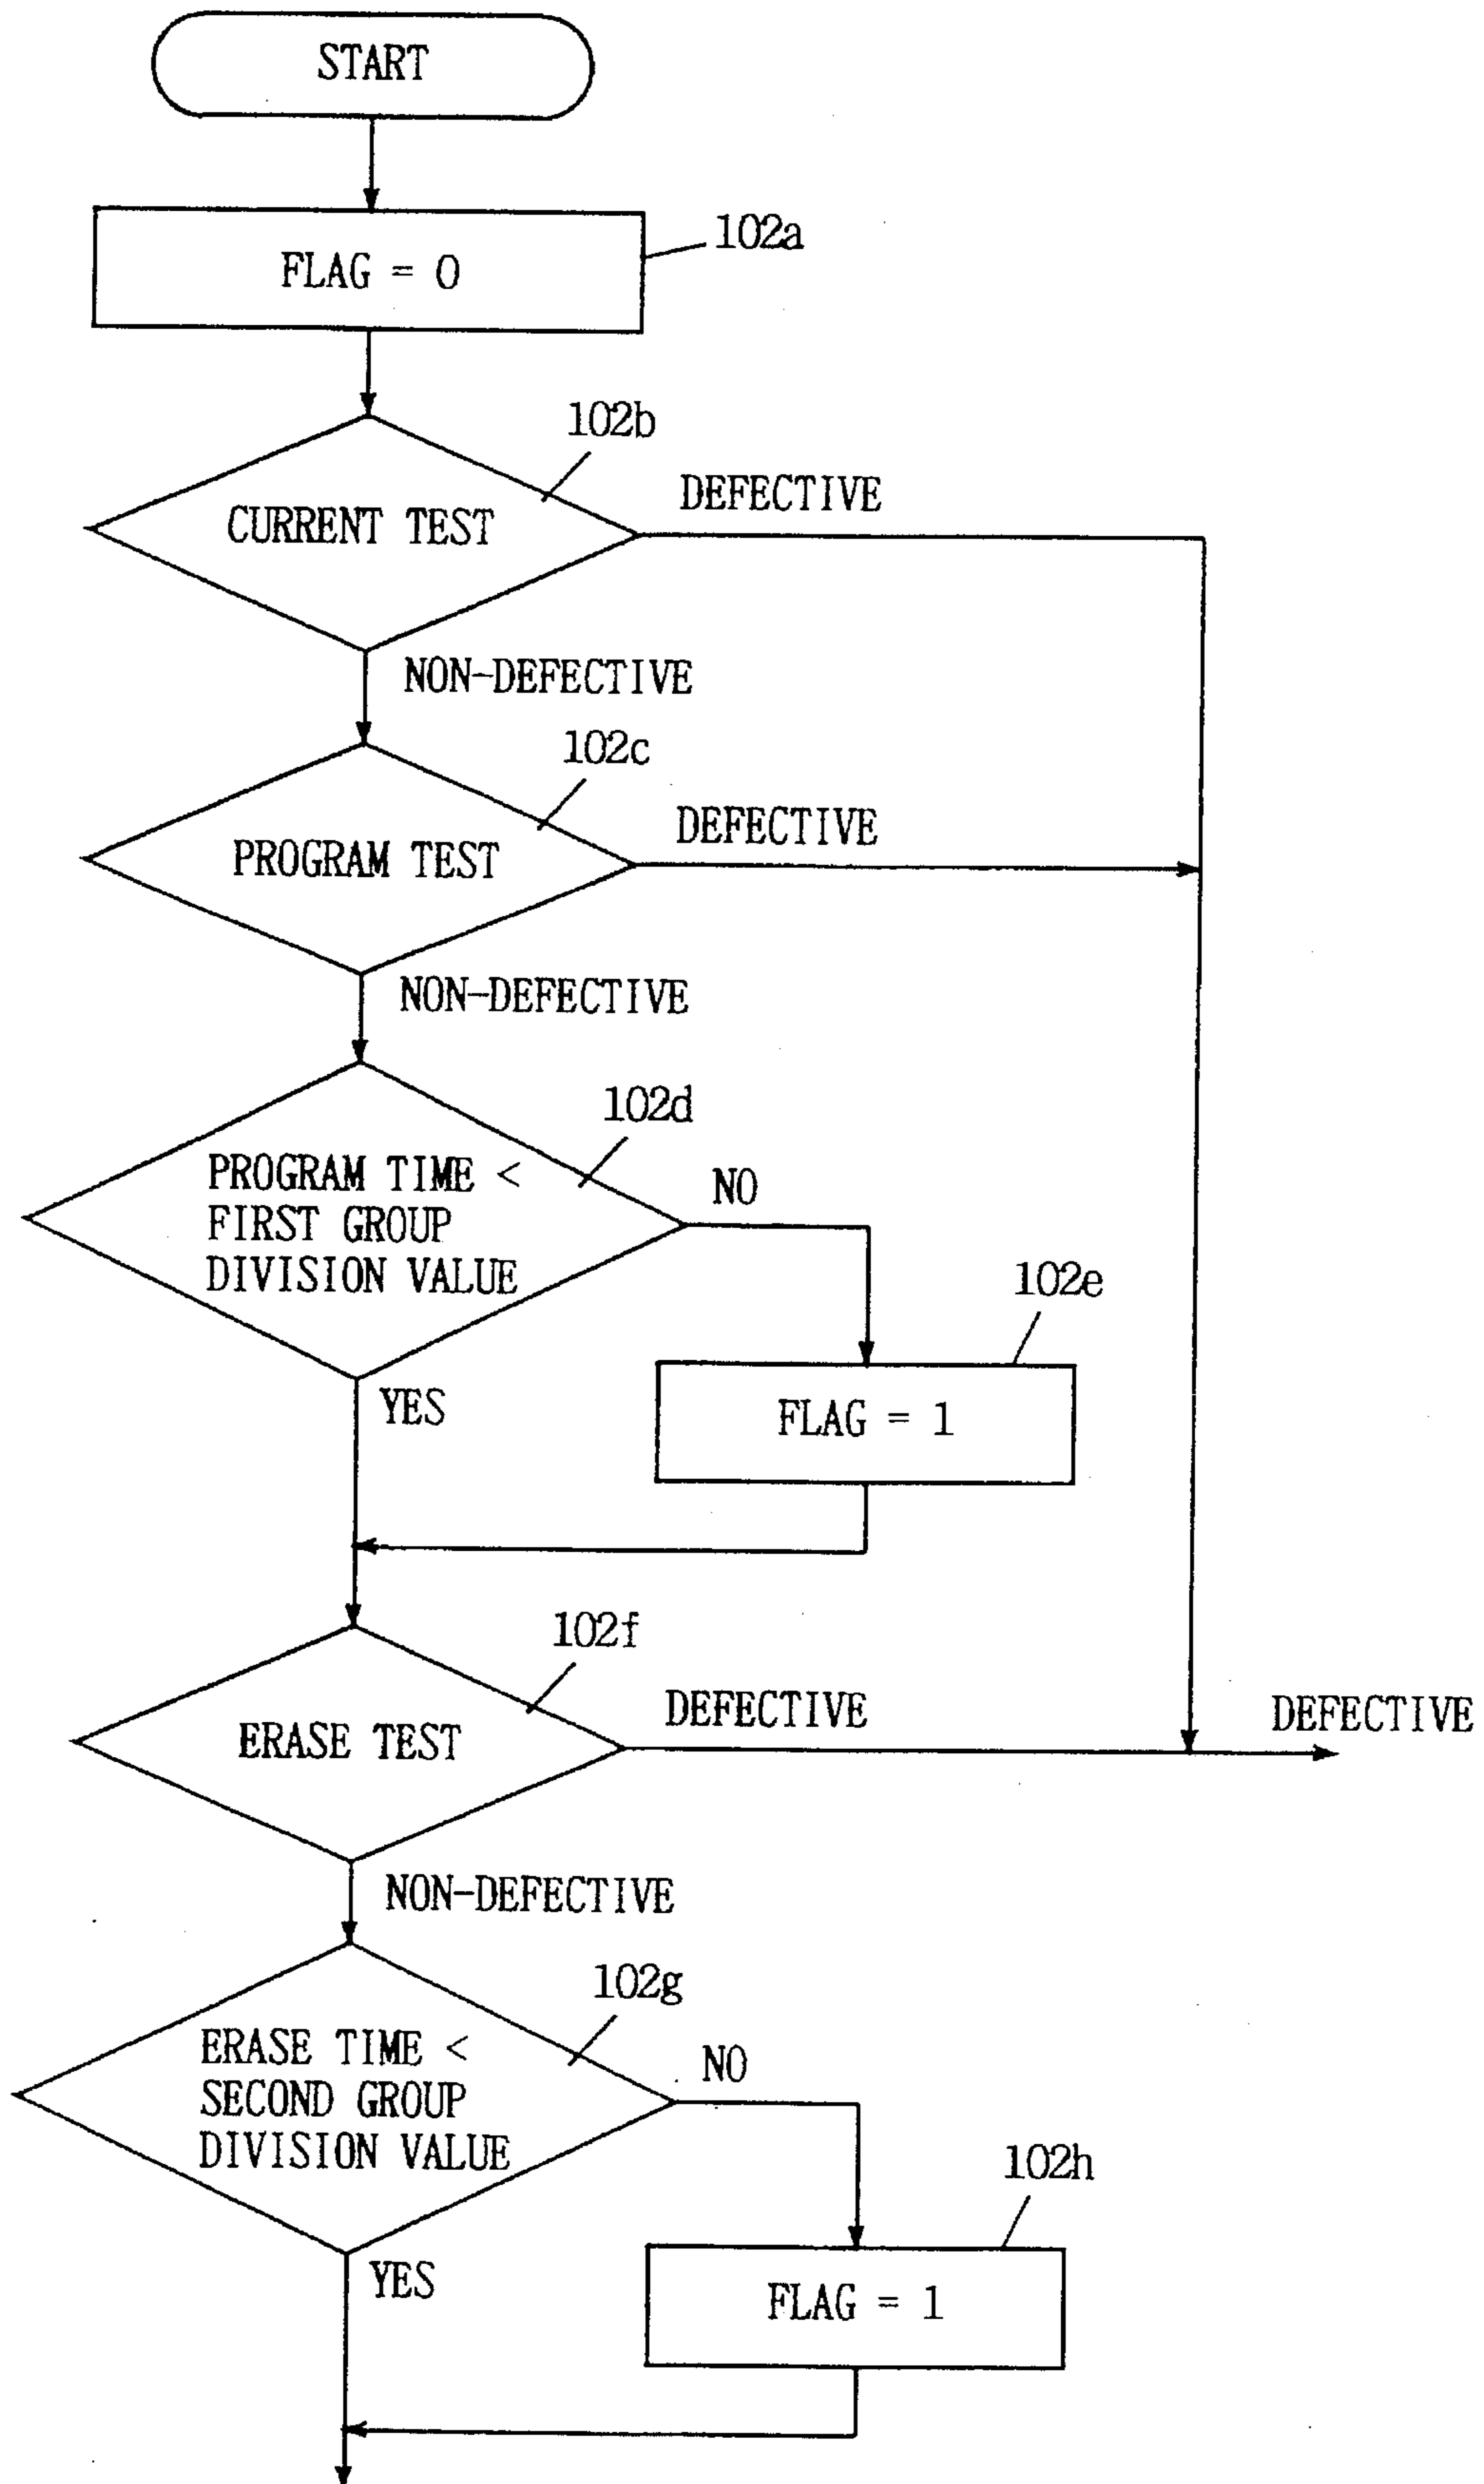 START
FLAG = 0
102a
102b
CURRENT TEST
DEFECTIVE
NON-DEFECTIVE
102c
PROGRAM TEST
DEFECTIVE
NON-DEFECTIVE
102d
PROGRAM TIME <
FIRST GROUP
DIVISION VALUE
NO
YES
102e
FLAG = 1
102f
ERASE TEST
DEFECTIVE
DEFECTIVE
NON-DEFECTIVE
102g
ERASE TIME <
SECOND GROUP
DIVISION VALUE
NO
YES
102h
FLAG = 1